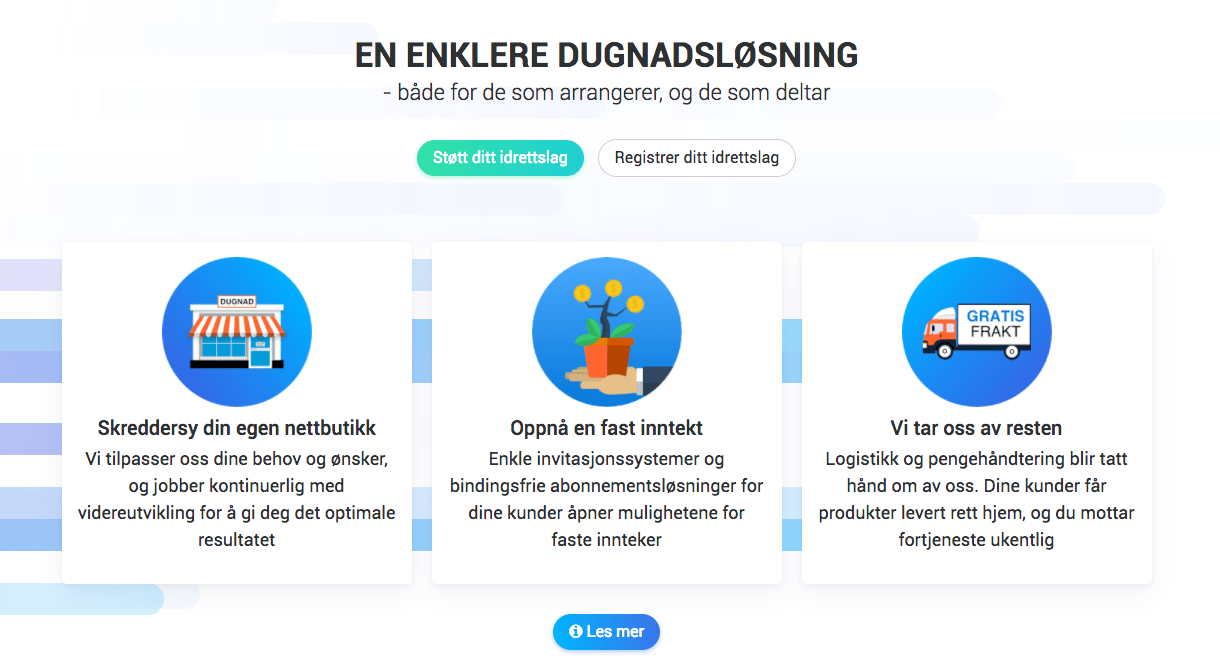 EN ENKLERE DUGNADSLØSNING
- både for de som arrangerer, og de som deltar
Støtt ditt idrettslag
Registrer ditt idrettslag
DUGNAD
Skreddersy din egen nettbutikk
Vi tilpasser oss dine behov og ønsker,
og jobber kontinuerlig med
videreutvikling for å gi deg det optimale
resultatet
Oppnå en fast inntekt
Enkle invitasjonssystemer og
bindingsfrie abonnementsløsninger for
dine kunder åpner mulighetene for
faste innteker
GRATIS
FRAKT
Vi tar oss av resten
Logistikk og pengehåndtering blir tatt
hånd om av oss. Dine kunder får
produkter levert rett hjem, og du mottar
fortjeneste ukentlig
Les mer